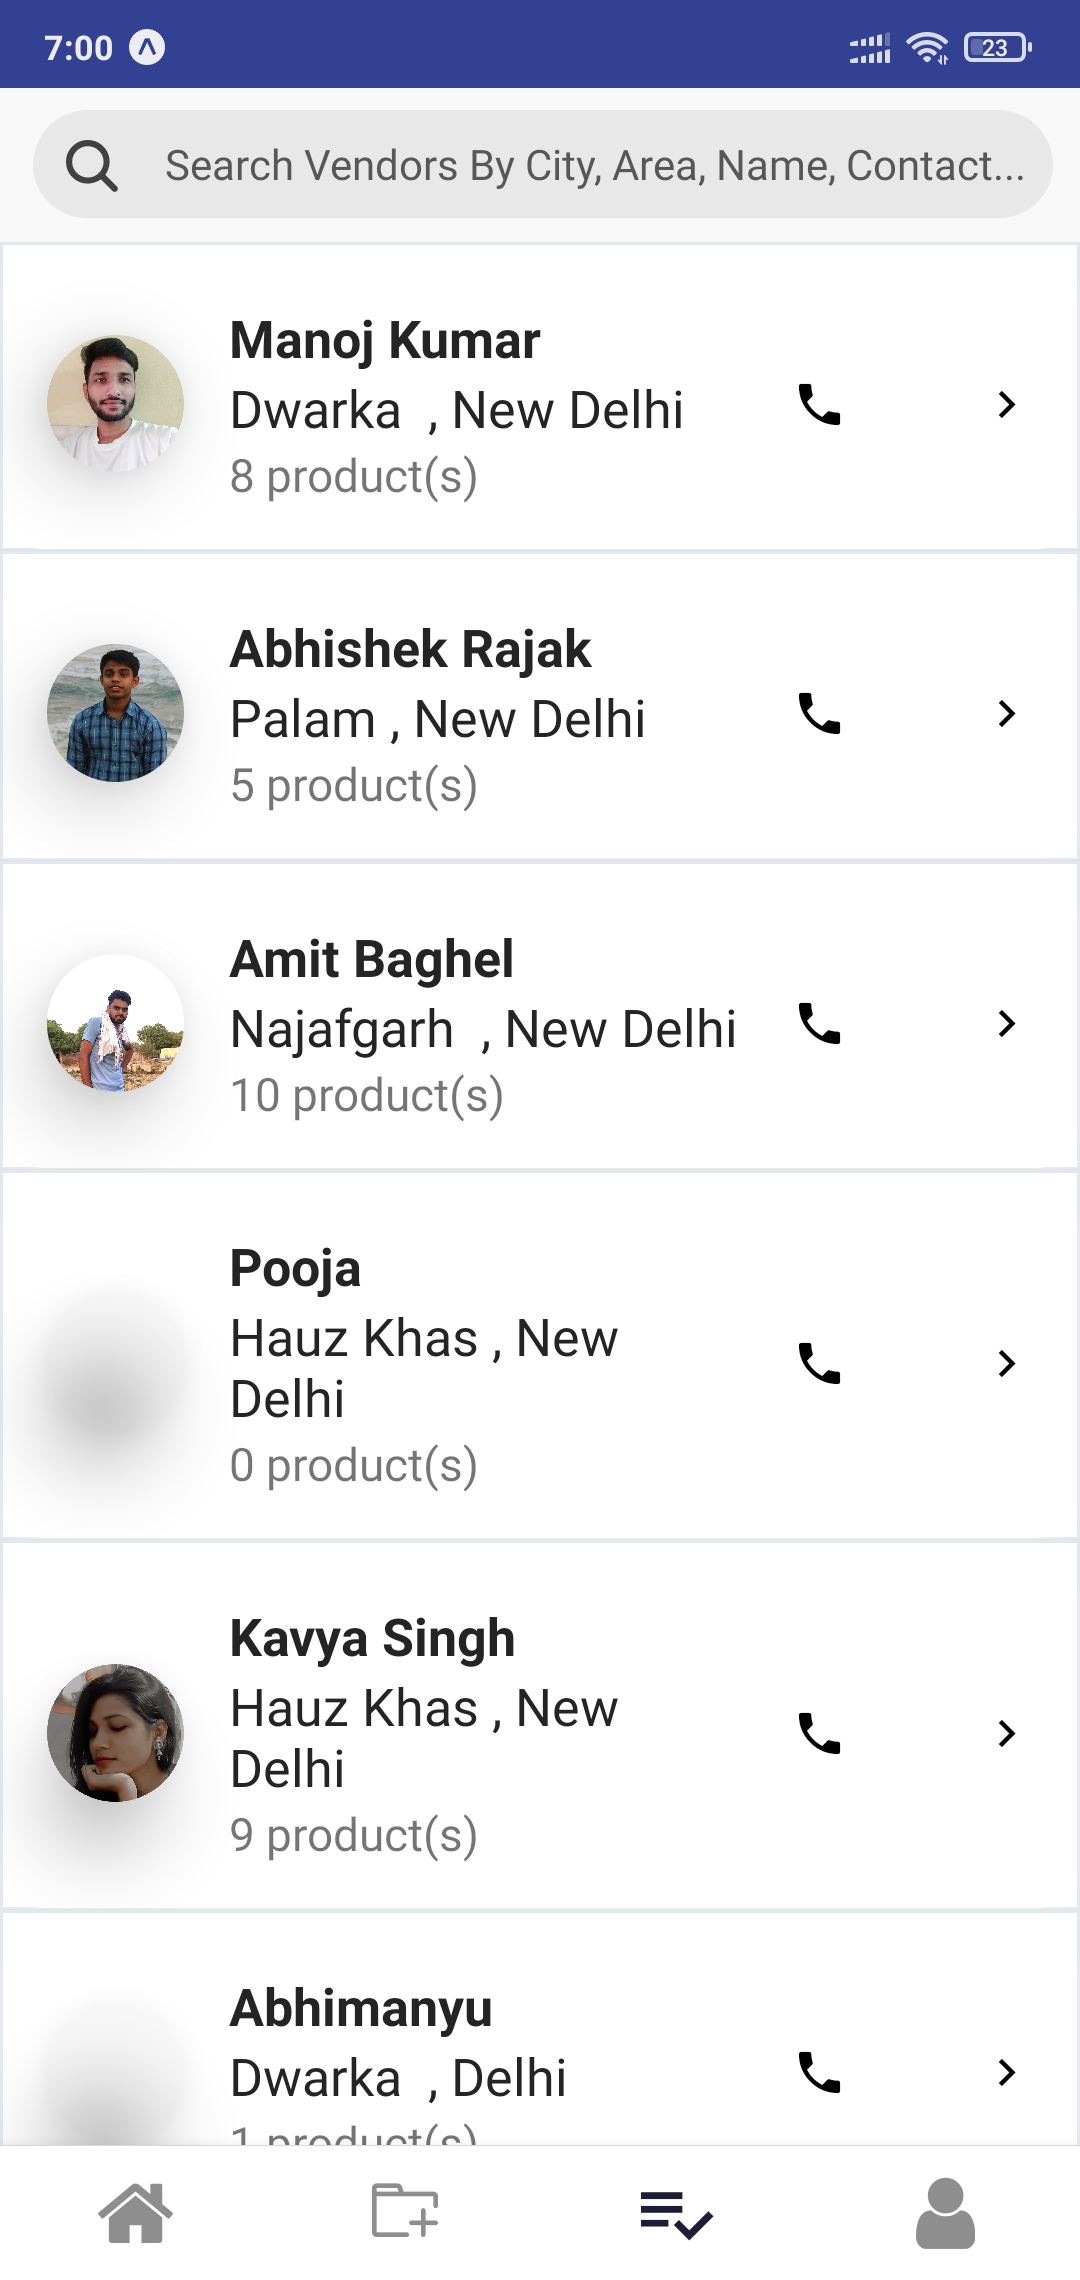 7:00
23
Search Vendors By City, Area, Name, Contact...
Manoj Kumar
Dwarka  , New Delhi
8 product(s)
Abhishek Rajak
Palam , New Delhi
5 product(s)
Amit Baghel
Najafgarh  , New Delhi
10 product(s)
Pooja
Hauz Khas , New
Delhi
0 product(s)
Kavya Singh
Hauz Khas , New
Delhi
9 product(s)
Abhimanyu
Dwarka  , Delhi
1 product(s)